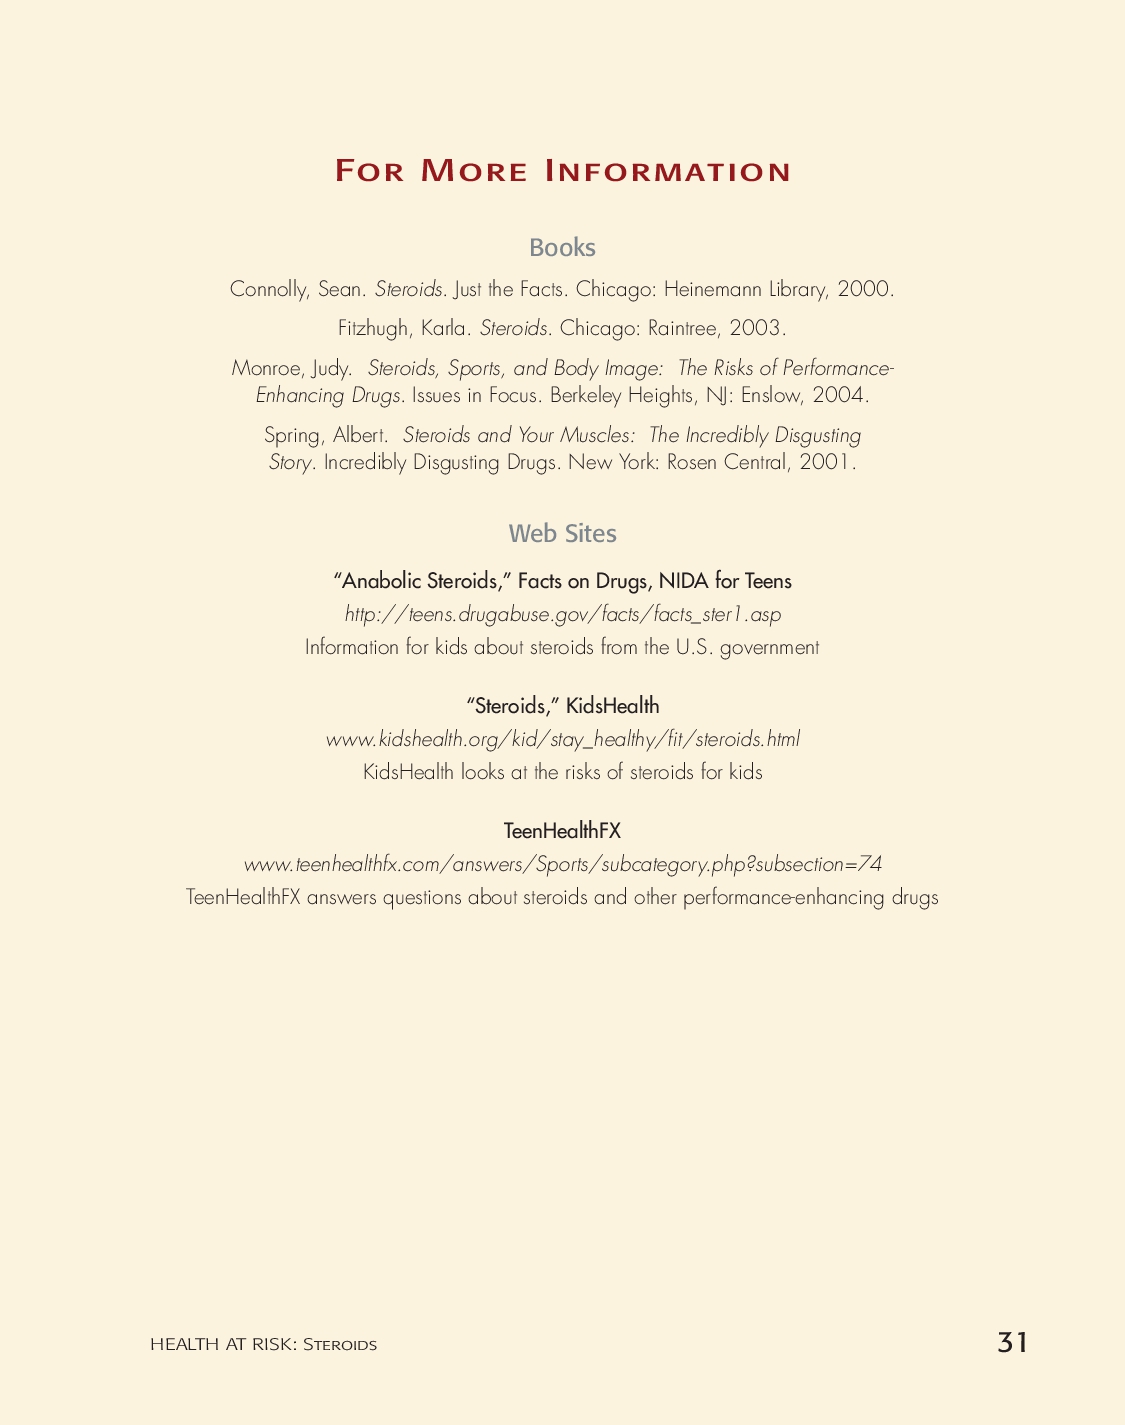 For More Information
Books
Connolly, Sean. Steroids. Just the Facts. Chicago: Heinemann Library, 2000.
Fitzhugh, Karla. Steroids. Chicago: Raintree, 2003.
Monroe, Judy.  Steroids, Sports, and Body Image:  The Risks of Performance-
Enhancing Drugs. Issues in Focus. Berkeley Heights, NJ: Enslow, 2004.
Spring, Albert.  Steroids and Your Muscles:  The Incredibly Disgusting
Story. Incredibly Disgusting Drugs. New York: Rosen Central, 2001.
Web Sites
“Anabolic Steroids,” Facts on Drugs, NIDA for Teens
http://teens.drugabuse.gov/facts/facts_ster1.asp
Information for kids about steroids from the U.S. government
“Steroids,” KidsHealth
www.kidshealth.org/kid/stay_healthy/fit/steroids.html
KidsHealth looks at the risks of steroids for kids
TeenHealthFX
www.teenhealthfx.com/answers/Sports/subcategory.php?subsection=74
TeenHealthFX answers questions about steroids and other performance-enhancing drugs
HEALTH AT RISK: Steroids
31